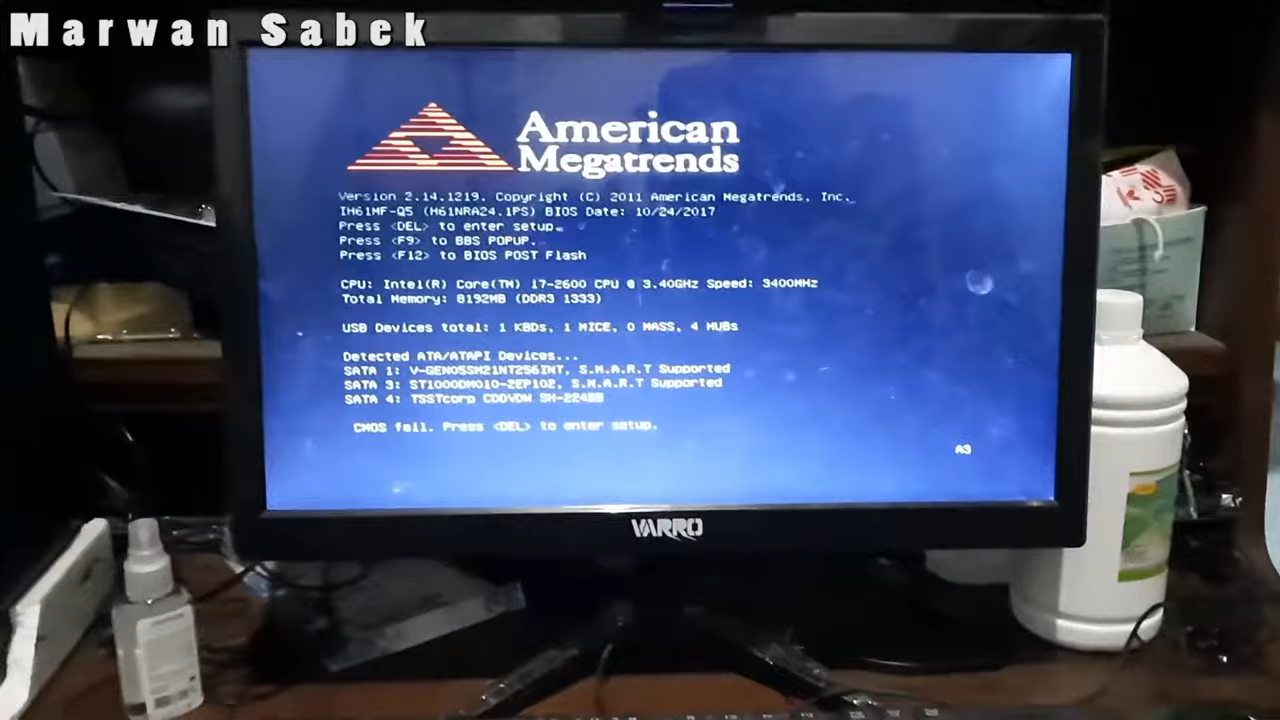 Marwan Sabek
American
Megatrends
Version 2.14.1219. Copyright (C) 2011 American Megatrends, Inc.
IH61MF-Q5 (H61NRA24.1PS) BIOS Date: 10/24/2017
Press <DEL> to enter setup.
Press <F9> to BBS POPUP.
Press <F12> to BIOS POST Flash
CPU: Intel(R) Core(TM) i7-2600 CPU @ 3.40GHz Speed: 3400MHz
Total Memory: 8192MB (DDR3 1333)
USB Devices total: 1 KBDs, 1 MICE, 0 MASS, 4 HUBs
Detected ATA/ATAPI Devices...
SATA 1: V-GEN05SM21NT256INT, S.M.A.R.T Supported
SATA 3: ST1000DM010-2EP102, S.M.A.R.T Supported
SATA 4: TSSTcorp CDDVDW SH-224BB
CMOS fail. Press <DEL> to enter setup.
A3
VARRO